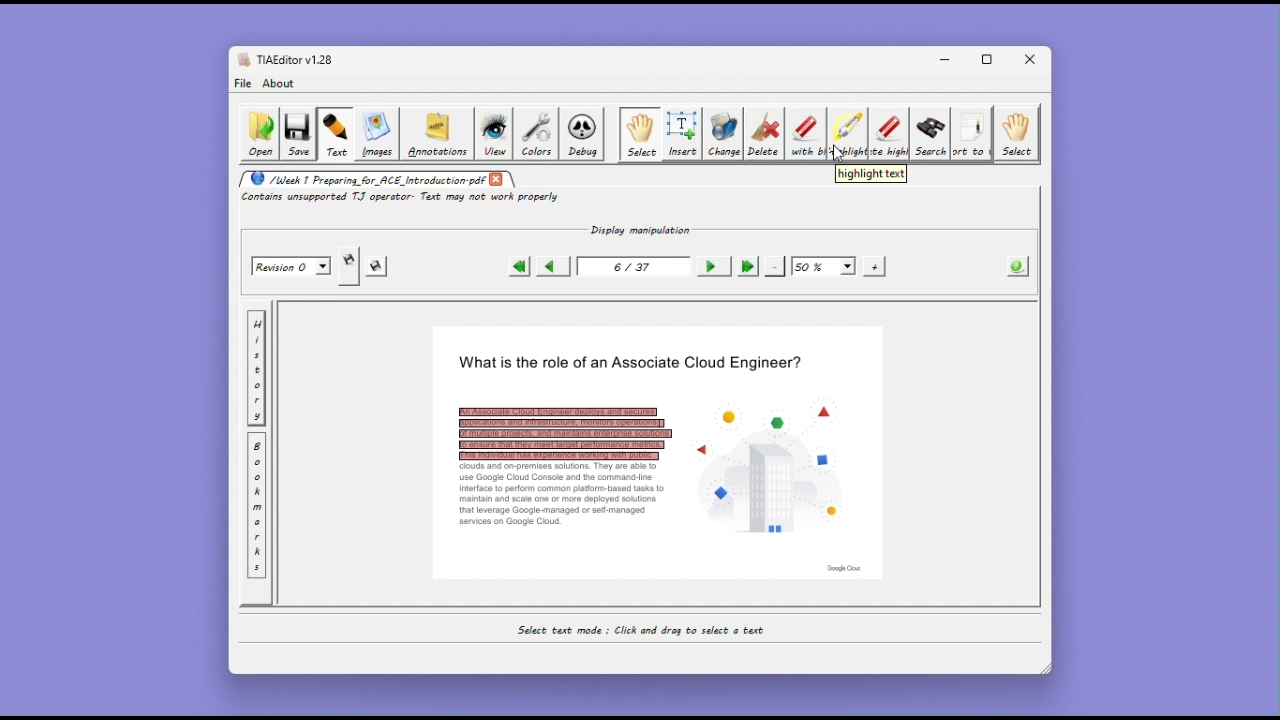 TIAEditor v1.28
File About
Open Save Text Images Annotations View Colors Debug Select Insert Change Delete with bl highlight te highl Search ort to Select
highlight text
/Week 1 Preparing_for_ACE_Introduction.pdf
Contains unsupported TJ operator. Text may not work properly
Display manipulation
Revision 0 6 / 37 - 50 % +
History
Bookmarks
What is the role of an Associate Cloud Engineer?
An Associate Cloud Engineer deploys and secures
applications and infrastructure, monitors operations
of multiple projects, and maintains enterprise solutions
to ensure that they meet target performance metrics.
This individual has experience working with public
clouds and on-premises solutions. They are able to
use Google Cloud Console and the command-line
interface to perform common platform-based tasks to
maintain and scale one or more deployed solutions
that leverage Google-managed or self-managed
services on Google Cloud.
Google Cloud
Select text mode : Click and drag to select a text